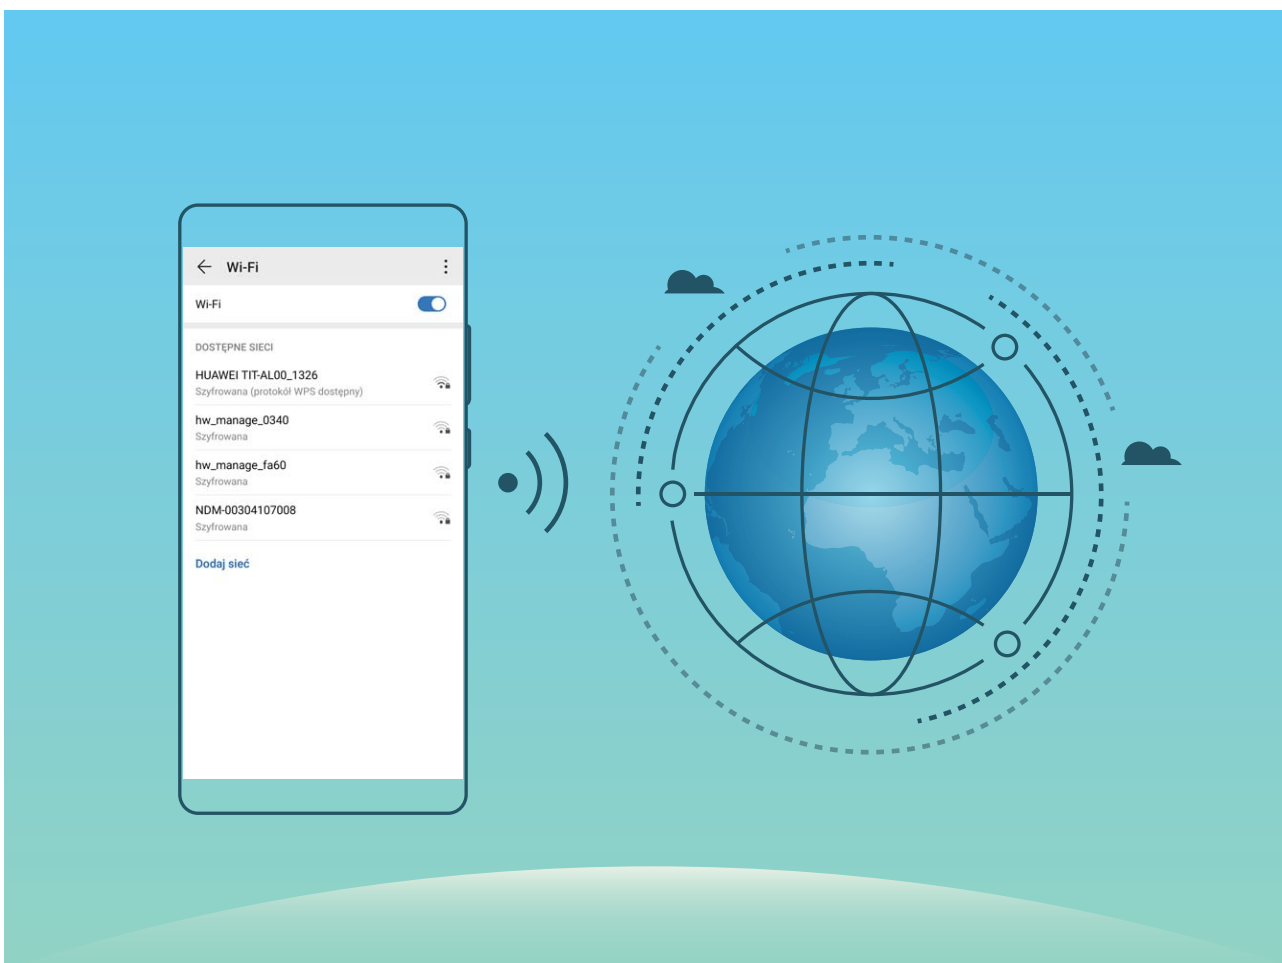 Wi-Fi
Wi-Fi
DOSTĘPNE SIECI
HUAWEI TIT-AL00_1326
Szyfrowana (protokół WPS dostępny)
hw_manage_0340
Szyfrowana
hw_manage_fa60
Szyfrowana
NDM-00304107008
Szyfrowana
Dodaj sieć